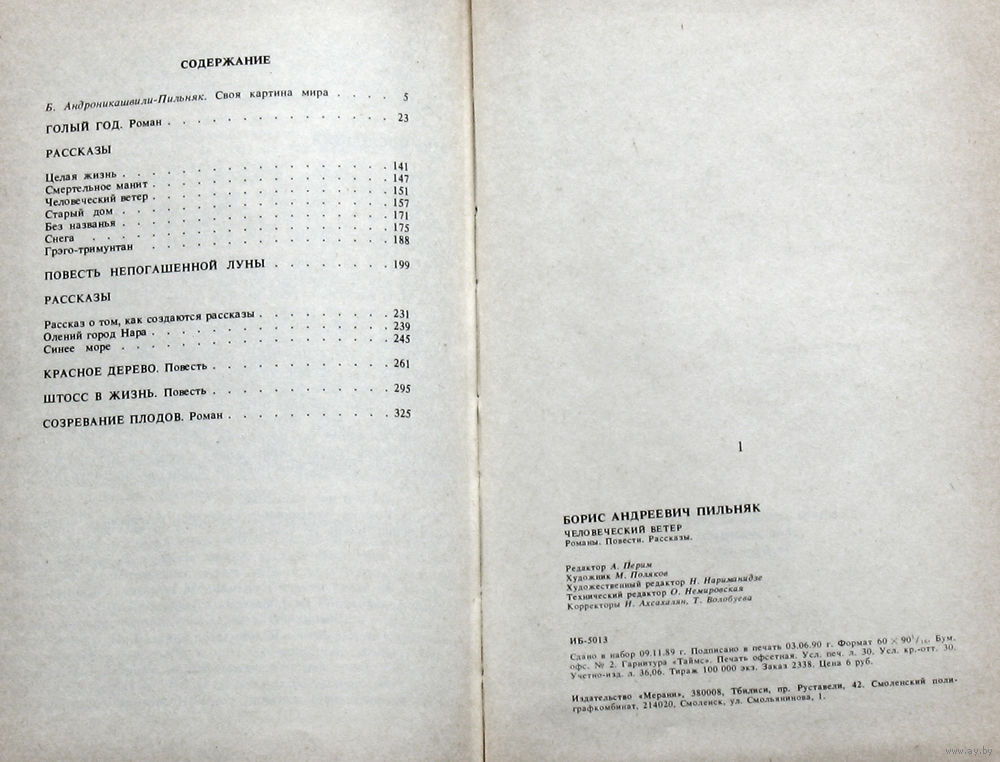 СОДЕРЖАНИЕ
Б. Андроникашвили-Пильняк. Своя картина мира . . . . 5
ГОЛЫЙ ГОД. Роман . . . . . . . . . . . . . . . 23
РАССКАЗЫ
Целая жизнь . . . . . . . . . . . . . . . . . . 141
Смертельное манит . . . . . . . . . . . . . . . . 147
Человеческий ветер . . . . . . . . . . . . . . . . 151
Старый дом . . . . . . . . . . . . . . . . . . 157
Без названья . . . . . . . . . . . . . . . . . . 171
Снега . . . . . . . . . . . . . . . . . . . . 175
Грэго-тримунтан . . . . . . . . . . . . . . . . 188
ПОВЕСТЬ НЕПОГАШЕННОЙ ЛУНЫ . . . . . . . . 199
РАССКАЗЫ
Рассказ о том, как создаются рассказы . . . . . . . . . 231
Олений город Нара . . . . . . . . . . . . . . . . 239
Синее море . . . . . . . . . . . . . . . . . . 245
КРАСНОЕ ДЕРЕВО. Повесть . . . . . . . . . . . . 261
ШТОСС В ЖИЗНЬ. Повесть . . . . . . . . . . . . 295
СОЗРЕВАНИЕ ПЛОДОВ. Роман . . . . . . . . . . . 325
1
БОРИС АНДРЕЕВИЧ ПИЛЬНЯК
ЧЕЛОВЕЧЕСКИЙ ВЕТЕР
Романы. Повести. Рассказы.
Редактор А. Перим
Художник М. Поляков
Художественный редактор Н. Нариманидзе
Технический редактор О. Немировская
Корректоры И. Ахсахалян, Т. Волобуева
ИБ-5013
Сдано в набор 09.11.89 г. Подписано в печать 03.06.90 г. Формат 60 × 90¹/₁₆. Бум.
офс. № 2. Гарнитура «Таймс». Печать офсетная. Усл. печ. л. 30. Усл. кр.-отт. 30.
Учетно-изд. л. 36,06. Тираж 100 000 экз. Заказ 2338. Цена 6 руб.
Издательство «Мерани», 380008, Тбилиси, пр. Руставели, 42. Смоленский поли-
графкомбинат, 214020, Смоленск, ул. Смольянинова, 1.
www.ay.by